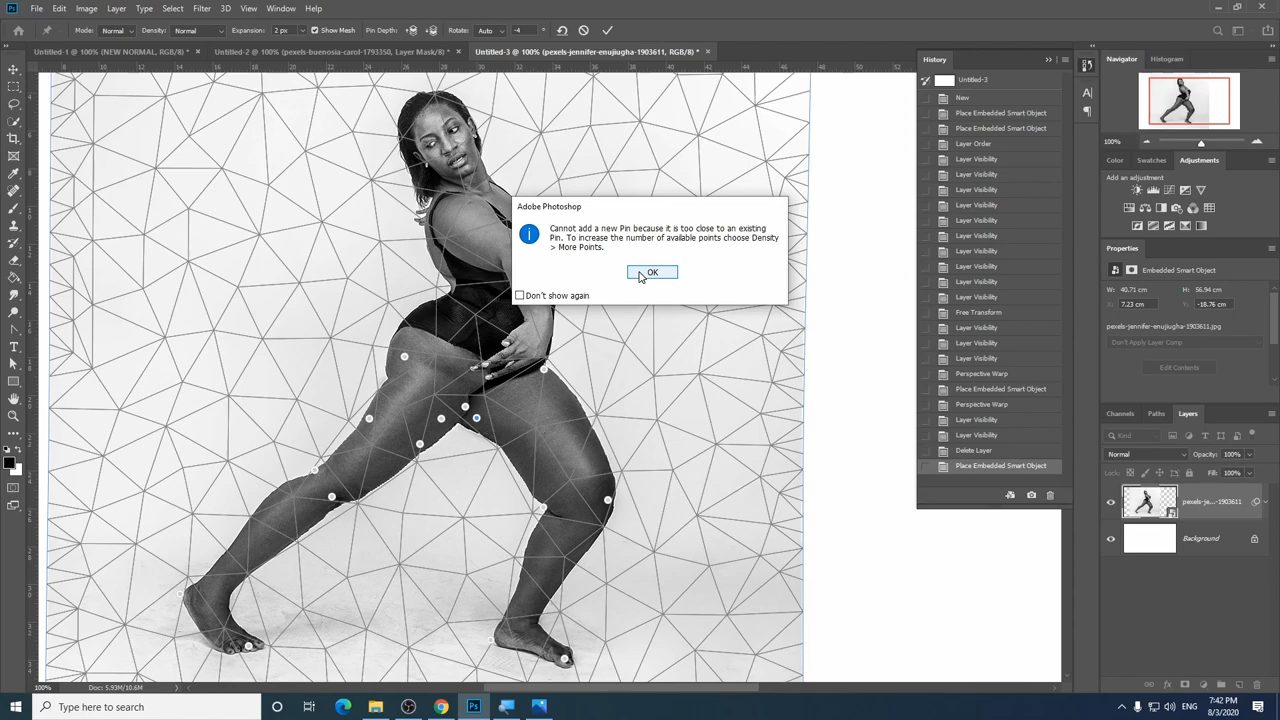 Ps File Edit Image Layer Type Select Filter 3D View Window Help
Mode: Normal Density: Normal Expansion: 2 px Show Mesh Pin Depth: Rotate: Auto -4 °
Untitled-1 @ 100% (NEW NORMAL, RGB/8) * × Untitled-2 @ 100% (pexels-buenosia-carol-1793350, Layer Mask/8) * × Untitled-3 @ 100% (pexels-jennifer-enujiugha-1903611, RGB/8) * ×
History
Untitled-3
New
Place Embedded Smart Object
Place Embedded Smart Object
Layer Order
Layer Visibility
Layer Visibility
Layer Visibility
Layer Visibility
Layer Visibility
Layer Visibility
Layer Visibility
Layer Visibility
Layer Visibility
Layer Visibility
Free Transform
Layer Visibility
Layer Visibility
Layer Visibility
Perspective Warp
Place Embedded Smart Object
Perspective Warp
Layer Visibility
Layer Visibility
Delete Layer
Place Embedded Smart Object
Adobe Photoshop
Cannot add a new Pin because it is too close to an existing
Pin. To increase the number of available points choose Density
> More Points.
OK
Don't show again
Navigator Histogram
100%
Color Swatches Adjustments
Add an adjustment
Properties
Embedded Smart Object
W: 40.71 cm H: 56.94 cm
X: 7.23 cm Y: -18.76 cm
pexels-jennifer-enujiugha-1903611.jpg
Don't Apply Layer Comp
Edit Contents
Channels Paths Layers
Kind
Normal Opacity: 100%
Lock: Fill: 100%
pexels-je...-1903611
Background
100% Doc: 5.93M/10.6M
Type here to search
Ps
ENG
7:42 PM
8/3/2020